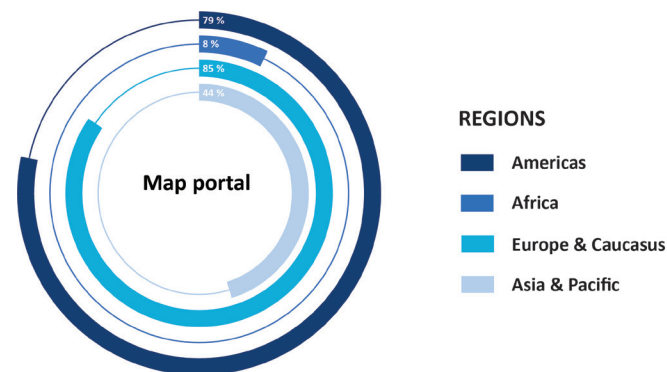 79 %
8 %
85 %
44 %
Map portal
REGIONS
Americas
Africa
Europe & Caucasus
Asia & Pacific